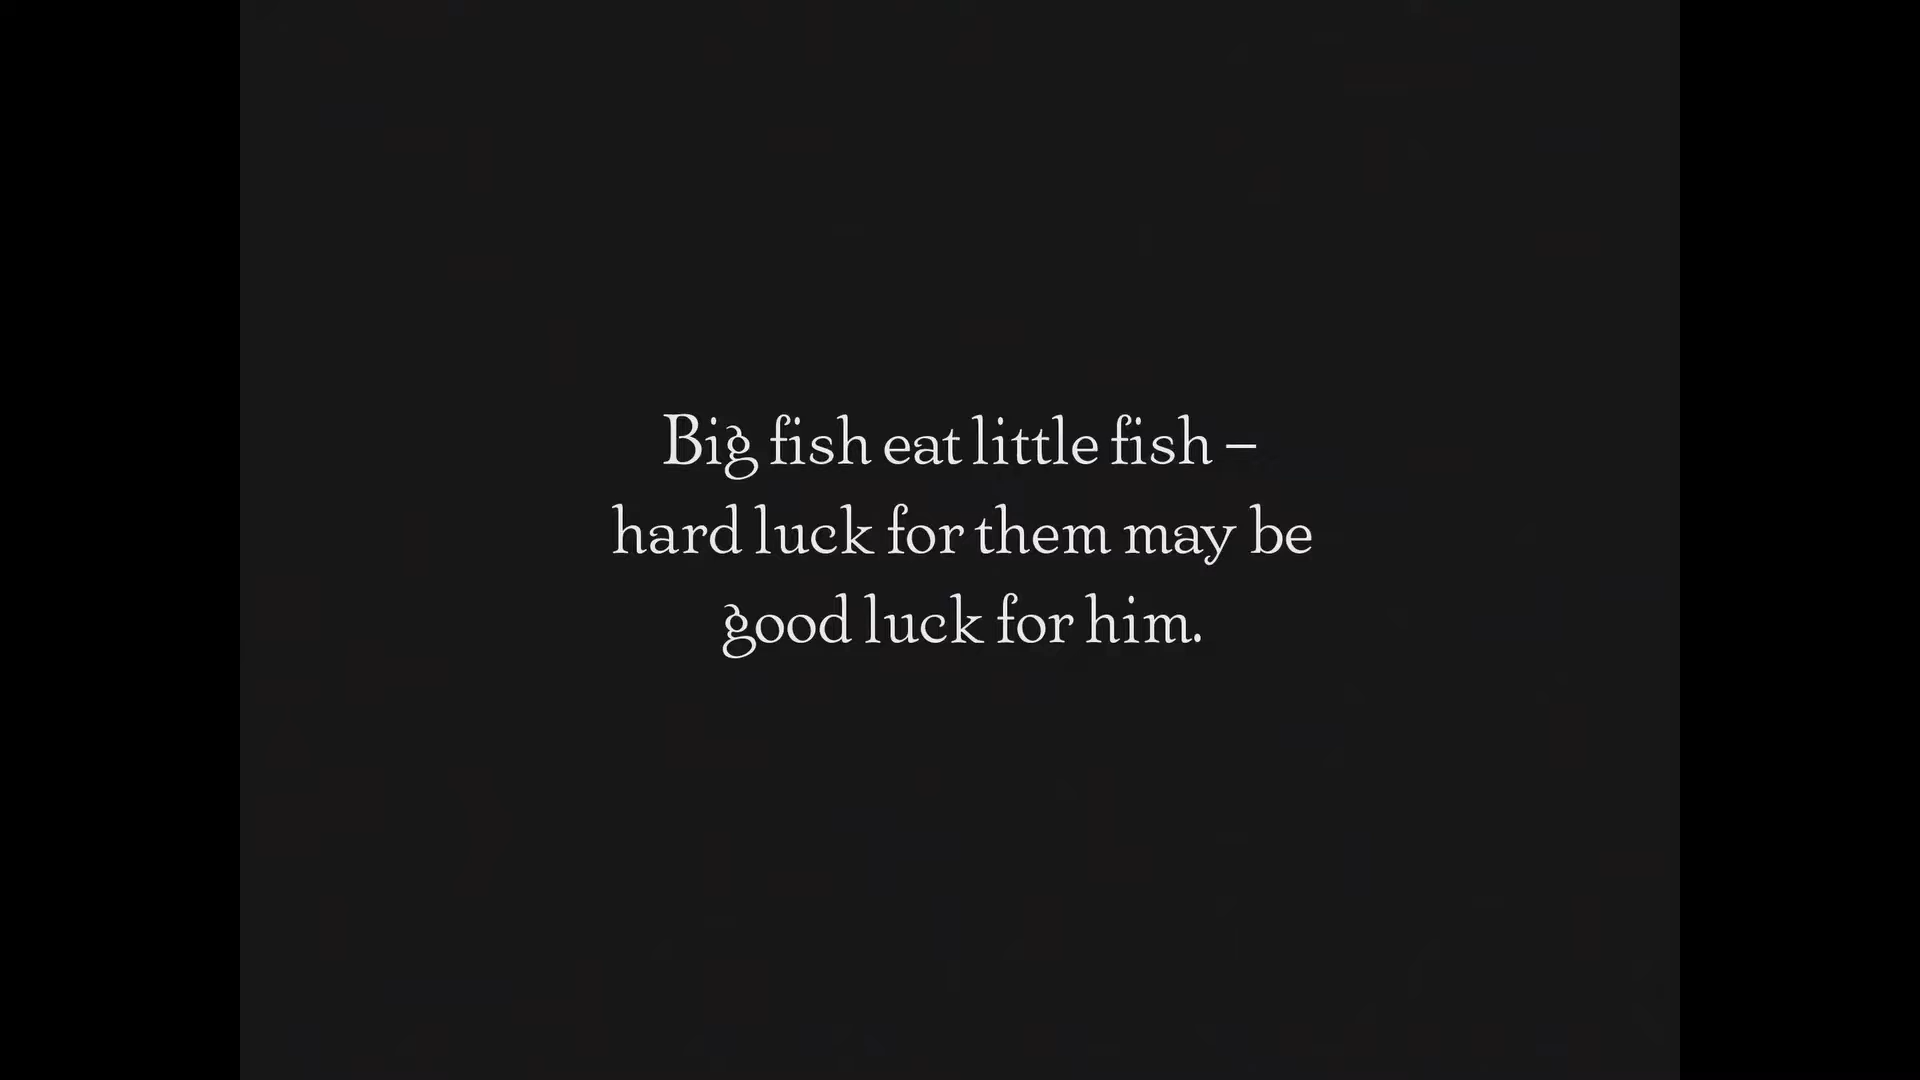 Big fish eat little fish –
hard luck for them may be
good luck for him.